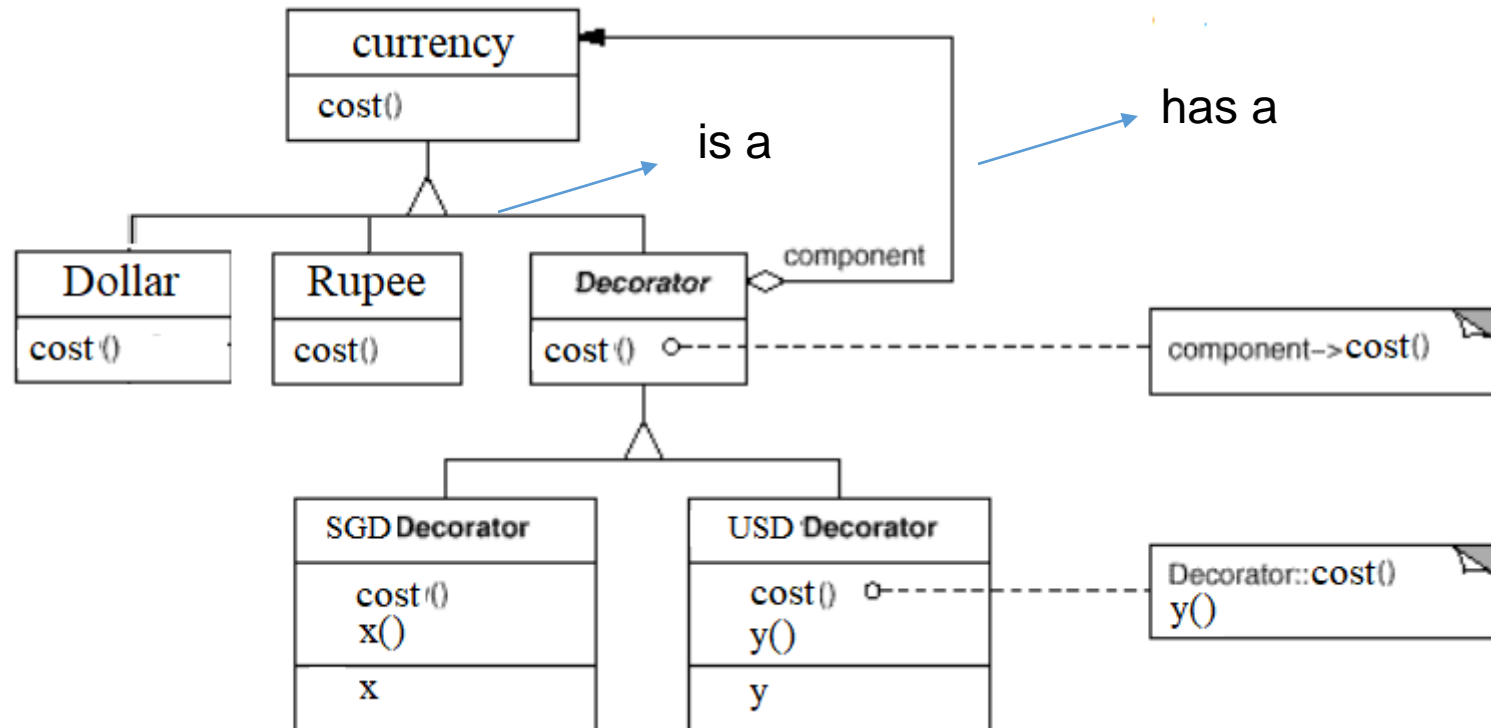 currency
cost()
is a
has a
Dollar
cost()
Rupee
cost()
Decorator
cost()
component
component->cost()
SGD Decorator
cost()
x()
x
USD Decorator
cost()
y()
y
Decorator::cost()
y()